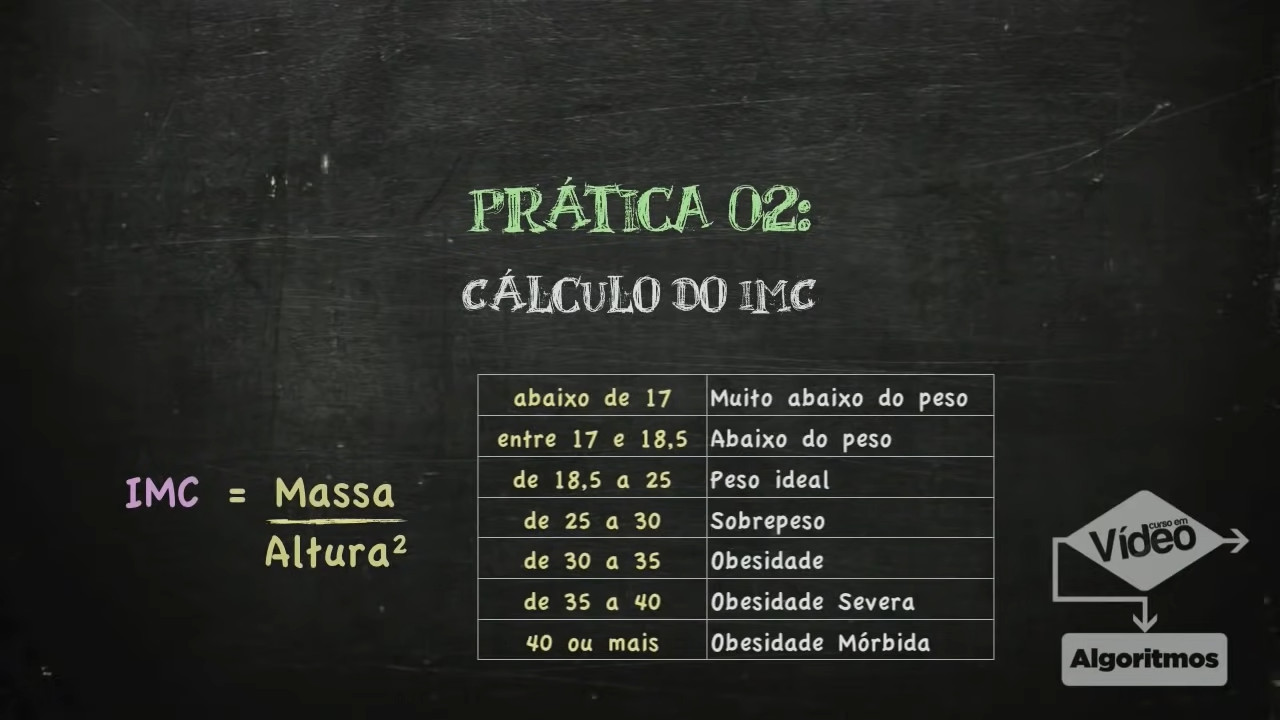 PRÁTICA 02:
CÁLCULO DO IMC
IMC = Massa
Altura²
abaixo de 17 Muito abaixo do peso
entre 17 e 18,5 Abaixo do peso
de 18,5 a 25 Peso ideal
de 25 a 30 Sobrepeso
de 30 a 35 Obesidade
de 35 a 40 Obesidade Severa
40 ou mais Obesidade Mórbida
curso em
Vídeo
Algoritmos